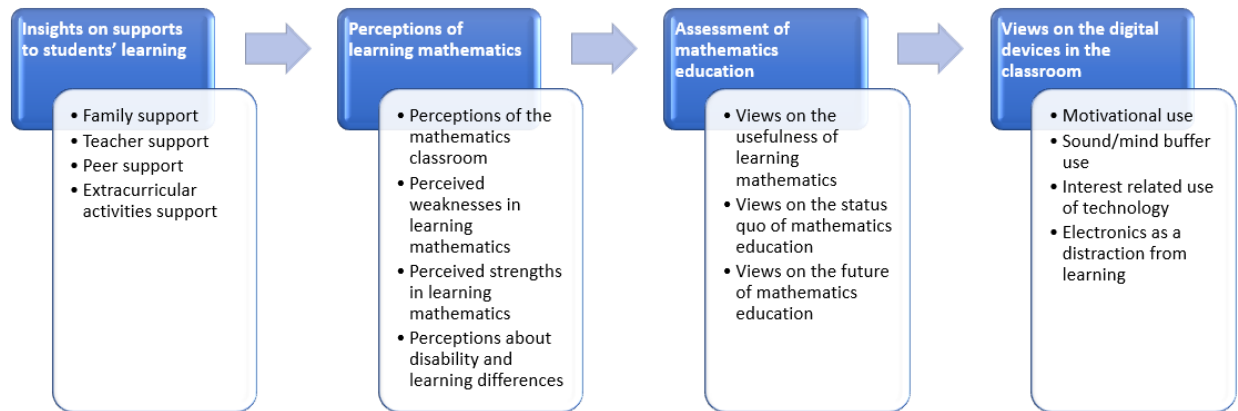 Insights on supports
to students' learning
• Family support
• Teacher support
• Peer support
• Extracurricular
activities support
Perceptions of
learning mathematics
• Perceptions of the
mathematics
classroom
• Perceived
weaknesses in
learning
mathematics
• Perceived strengths
in learning
mathematics
• Perceptions about
disability and
learning differences
Assessment of
mathematics
education
• Views on the
usefulness of
learning
mathematics
• Views on the status
quo of mathematics
education
• Views on the future
of mathematics
education
Views on the digital
devices in the
classroom
• Motivational use
• Sound/mind buffer
use
• Interest related use
of technology
• Electronics as a
distraction from
learning